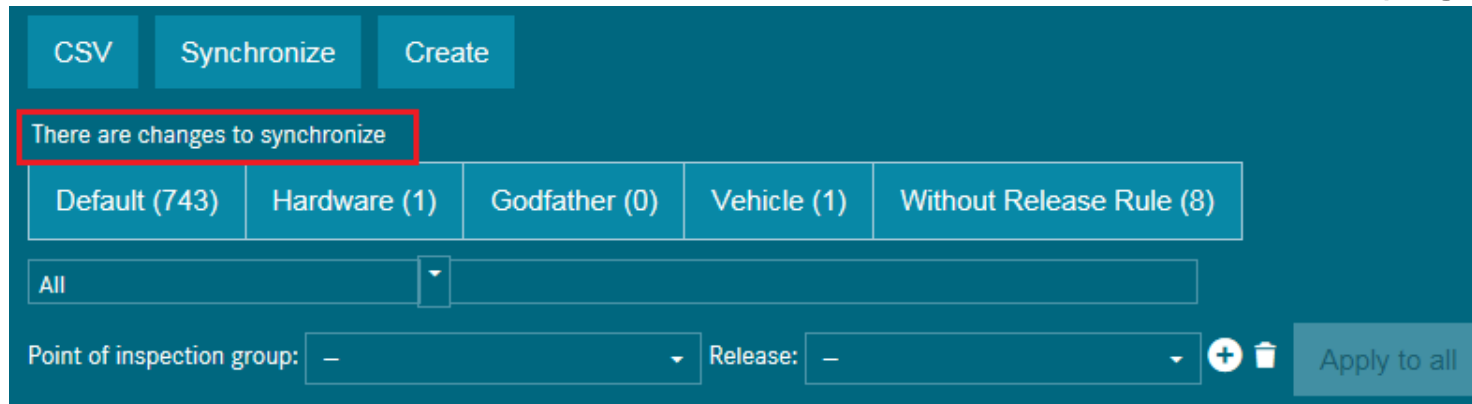 CSV Synchronize Create
There are changes to synchronize
Default (743) Hardware (1) Godfather (0) Vehicle (1) Without Release Rule (8)
All
Point of inspection group: – Release: – Apply to all